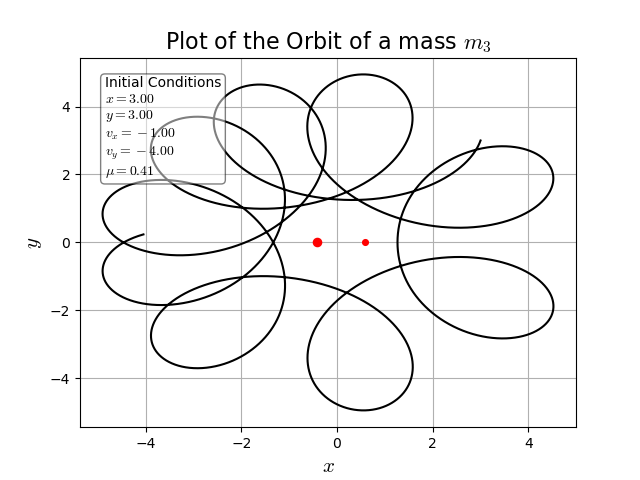 Plot of the Orbit of a mass m₃
Initial Conditions
x = 3.00
y = 3.00
vₓ = −1.00
v_y = −4.00
μ = 0.41
4
2
0
−2
−4
y
−4
−2
0
2
4
x